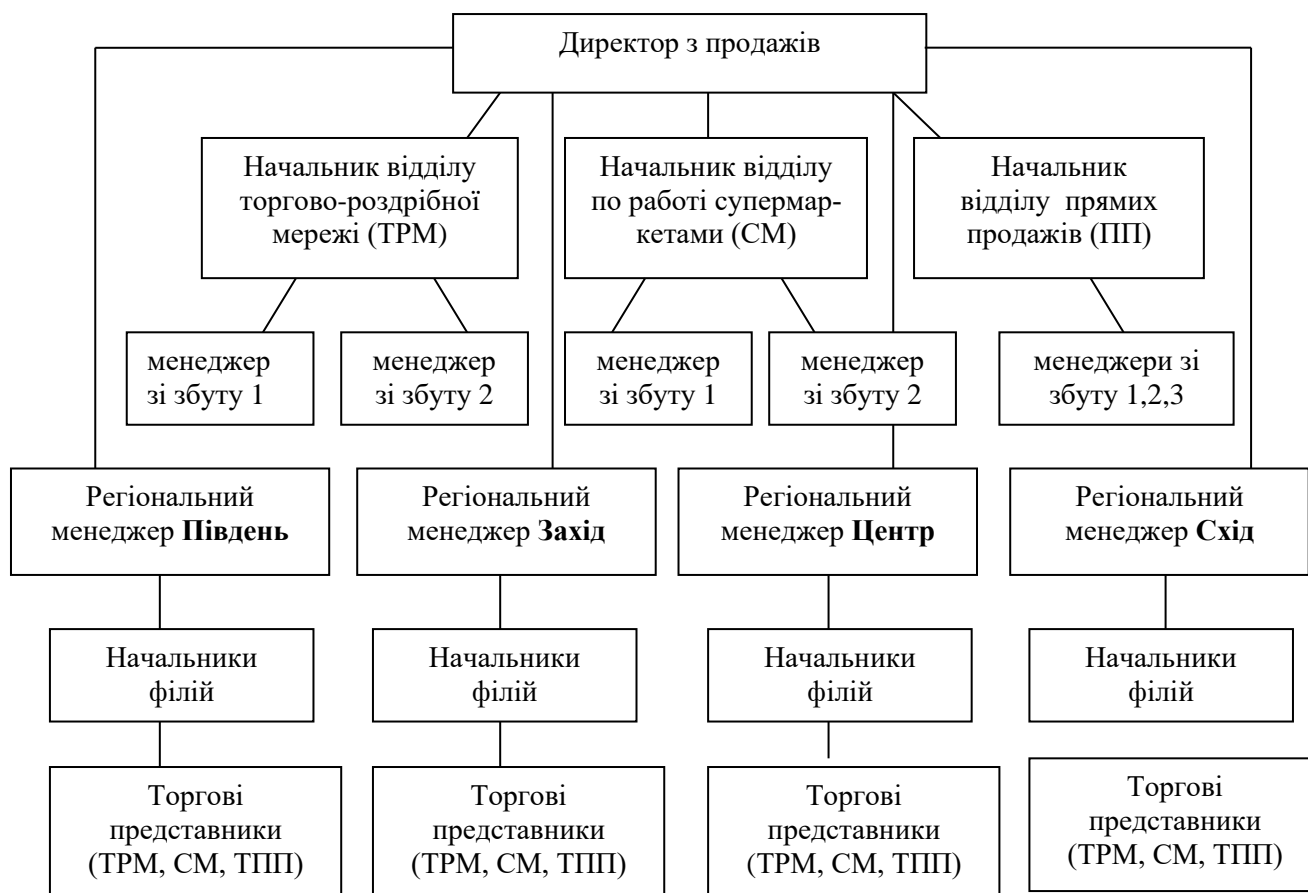 Директор з продажів
Начальник відділу
торгово-роздрібної
мережі (ТРМ)
Начальник відділу
по работі супермар-
кетами (СМ)
Начальник
відділу прямих
продажів (ПП)
менеджер
зі збуту 1
менеджер
зі збуту 2
менеджер
зі збуту 1
менеджер
зі збуту 2
менеджери зі
збуту 1,2,3
Регіональний
менеджер Південь
Регіональний
менеджер Захід
Регіональний
менеджер Центр
Регіональний
менеджер Схід
Начальники
філій
Начальники
філій
Начальники
філій
Начальники
філій
Торгові
представники
(ТРМ, СМ, ТПП)
Торгові
представники
(ТРМ, СМ, ТПП)
Торгові
представники
(ТРМ, СМ, ТПП)
Торгові
представники
(ТРМ, СМ, ТПП)